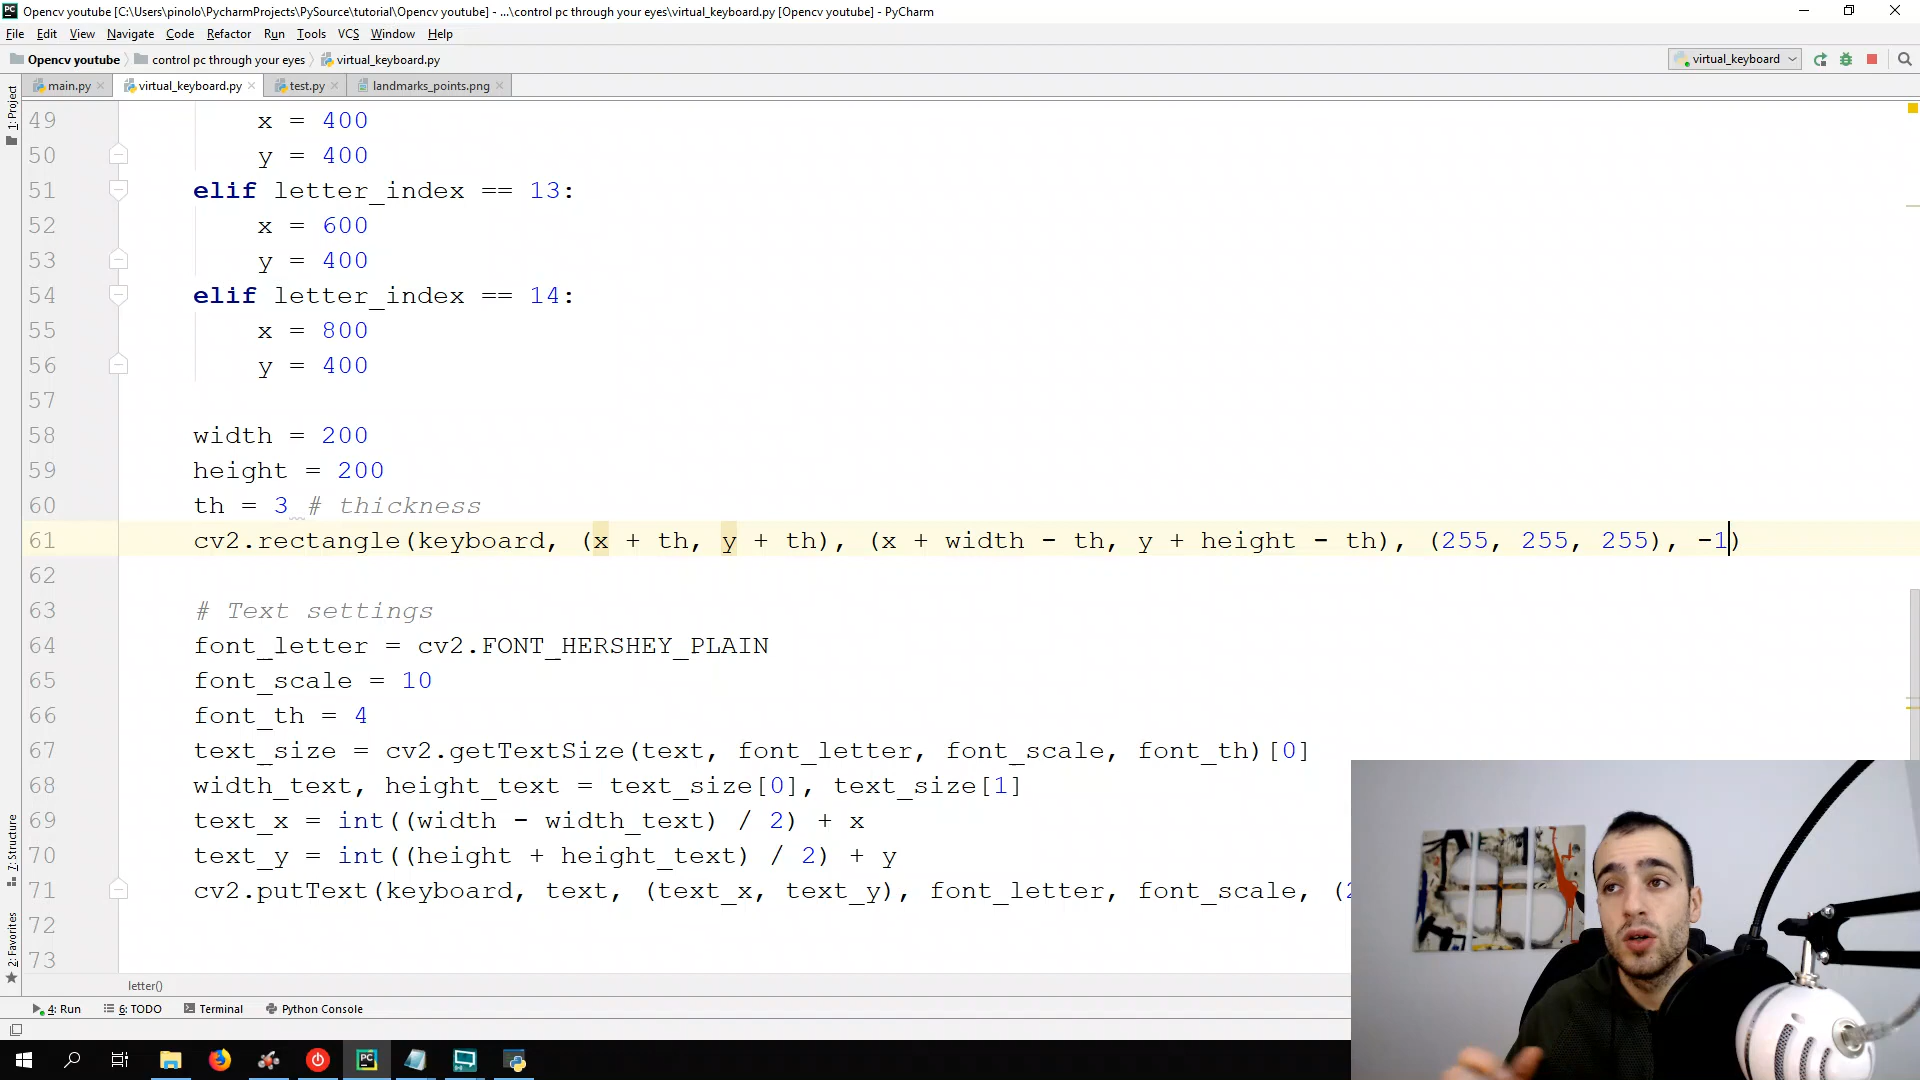 Opencv youtube [C:\Users\pinolo\PycharmProjects\PySource\tutorial\Opencv youtube] - ...\control pc through your eyes\virtual_keyboard.py [Opencv youtube] - PyCharm
File Edit View Navigate Code Refactor Run Tools VCS Window Help
Opencv youtube control pc through your eyes virtual_keyboard.py virtual_keyboard
main.py virtual_keyboard.py test.py landmarks_points.png
1: Project
49 x = 400
50 y = 400
51 elif letter_index == 13:
52 x = 600
53 y = 400
54 elif letter_index == 14:
55 x = 800
56 y = 400
57
58 width = 200
59 height = 200
60 th = 3 # thickness
61 cv2.rectangle(keyboard, (x + th, y + th), (x + width - th, y + height - th), (255, 255, 255), -1)
62
63 # Text settings
64 font_letter = cv2.FONT_HERSHEY_PLAIN
65 font_scale = 10
66 font_th = 4
67 text_size = cv2.getTextSize(text, font_letter, font_scale, font_th)[0]
68 width_text, height_text = text_size[0], text_size[1]
69 text_x = int((width - width_text) / 2) + x
70 text_y = int((height + height_text) / 2) + y
71 cv2.putText(keyboard, text, (text_x, text_y), font_letter, font_scale, (
72
73
7: Structure
2: Favorites
letter()
4: Run 6: TODO Terminal Python Console
PC